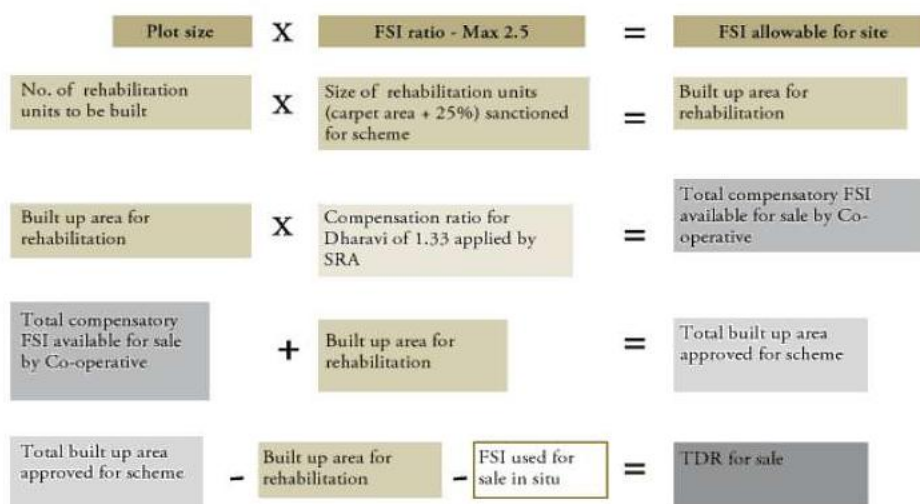 Plot size X FSI ratio - Max 2.5 = FSI allowable for site
No. of rehabilitation
units to be built
X
Size of rehabilitation units
(carpet area + 25%) sanctioned
for scheme
=
Built up area for
rehabilitation
Built up area for
rehabilitation
X
Compensation ratio for
Dharavi of 1.33 applied by
SRA
=
Total compensatory FSI
available for sale by Co-
operative
Total compensatory
FSI available for sale
by Co-operative
+
Built up area for
rehabilitation
=
Total built up area
approved for scheme
Total built up area
approved for scheme
-
Built up area for
rehabilitation
-
FSI used for
sale in situ
=
TDR for sale